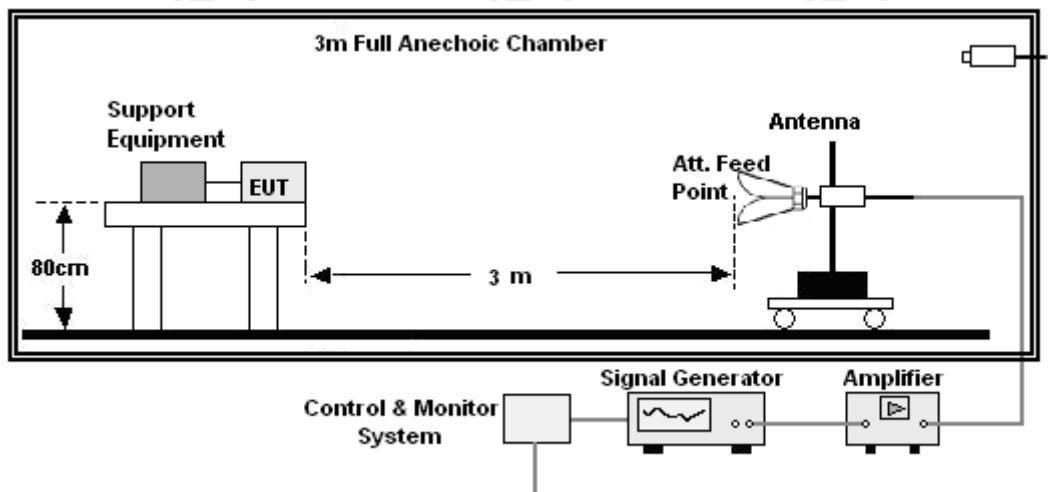 3m Full Anechoic Chamber
Support
Equipment
EUT
Antenna
Att. Feed
Point
80cm
3 m
Signal Generator
Amplifier
Control & Monitor
System